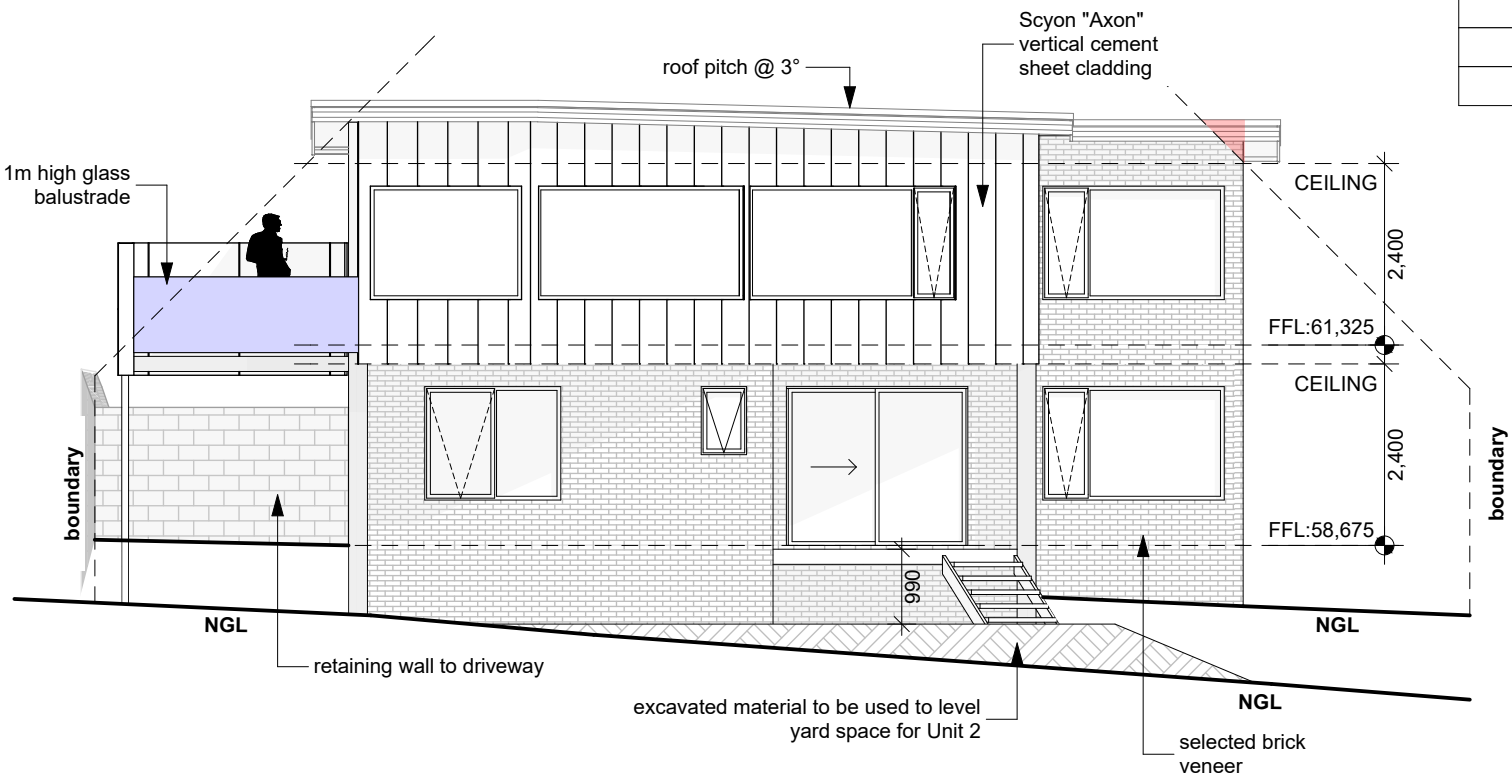 Scyon "Axon"
vertical cement
sheet cladding
roof pitch @ 3°
1m high glass
balustrade
CEILING
2,400
FFL:61,325
CEILING
2,400
boundary
boundary
FFL:58,675
990
NGL
NGL
retaining wall to driveway
NGL
excavated material to be used to level
yard space for Unit 2
selected brick
veneer